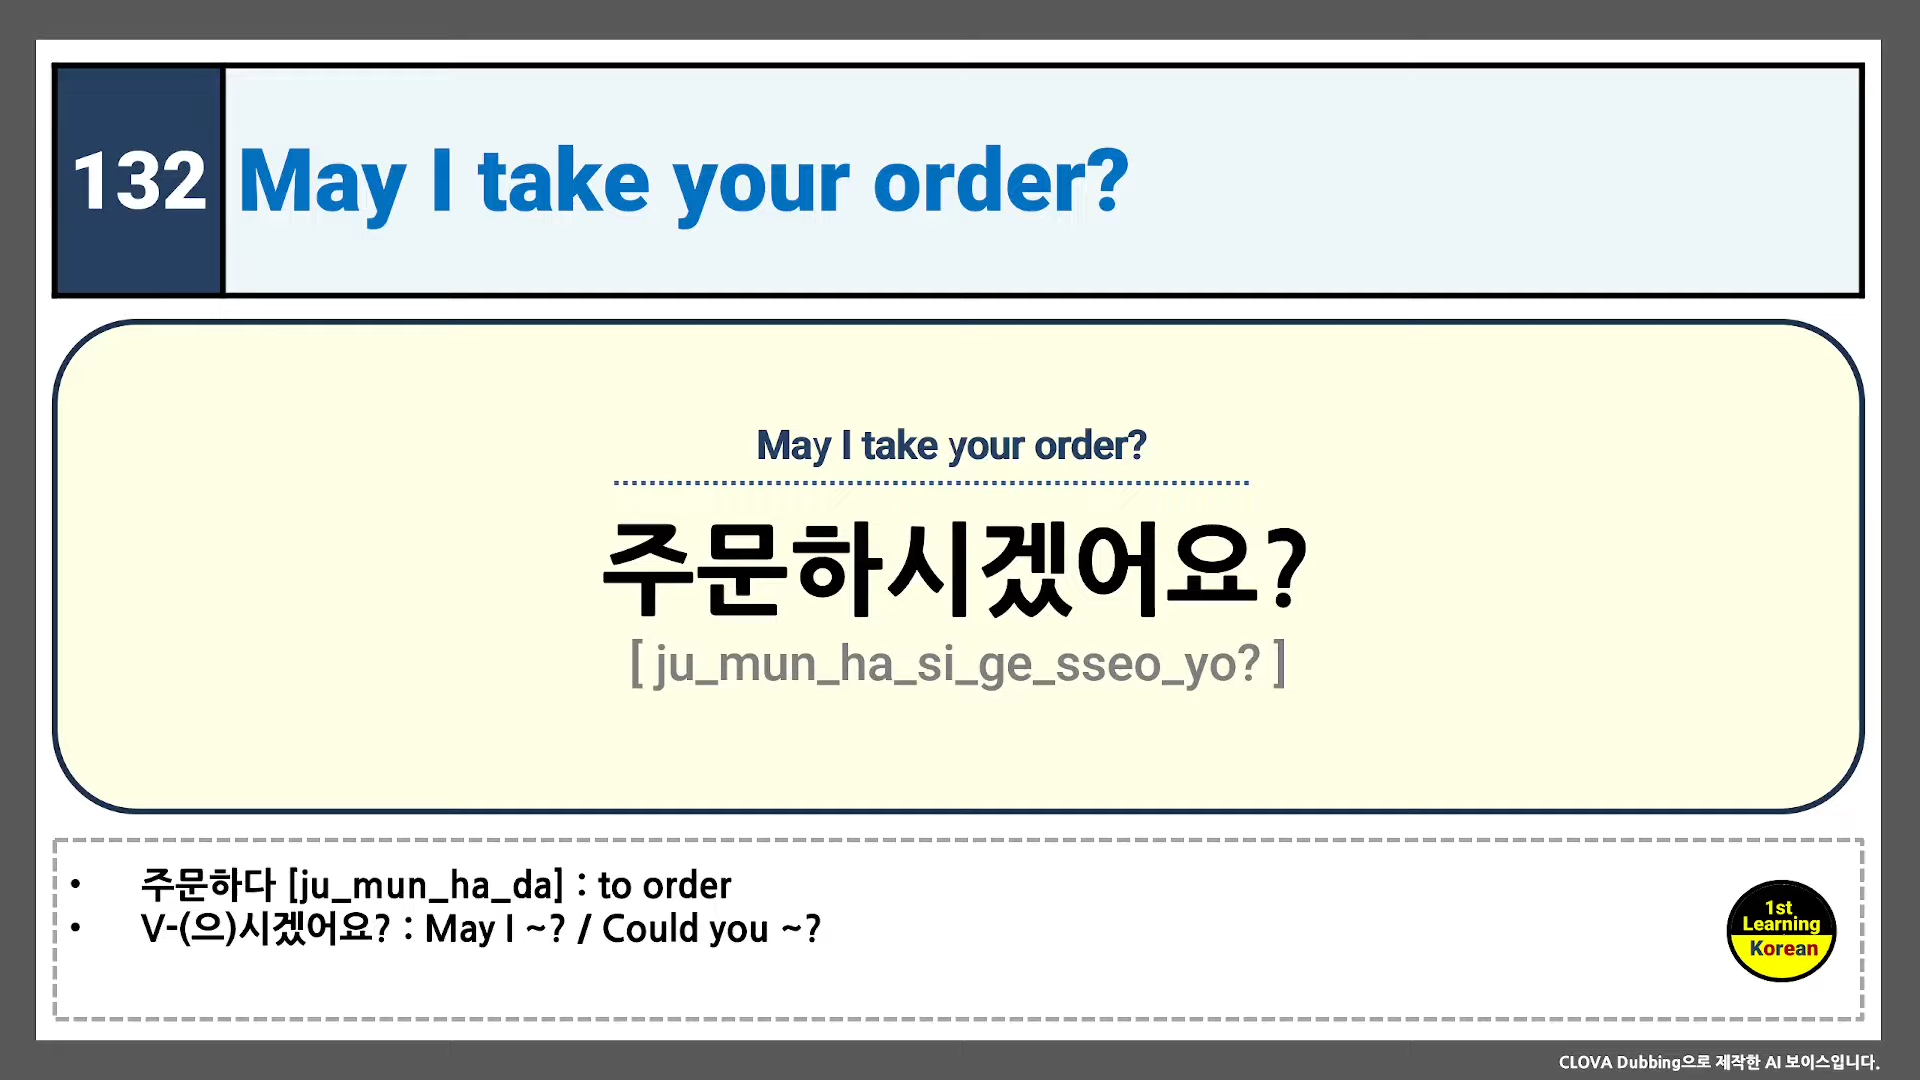 132 May I take your order?
May I take your order?
주문하시겠어요?
[ ju_mun_ha_si_ge_sseo_yo? ]
• 주문하다 [ju_mun_ha_da] : to order
• V-(으)시겠어요? : May I ~? / Could you ~?
1st
Learning
Korean
CLOVA Dubbing으로 제작한 AI 보이스입니다.